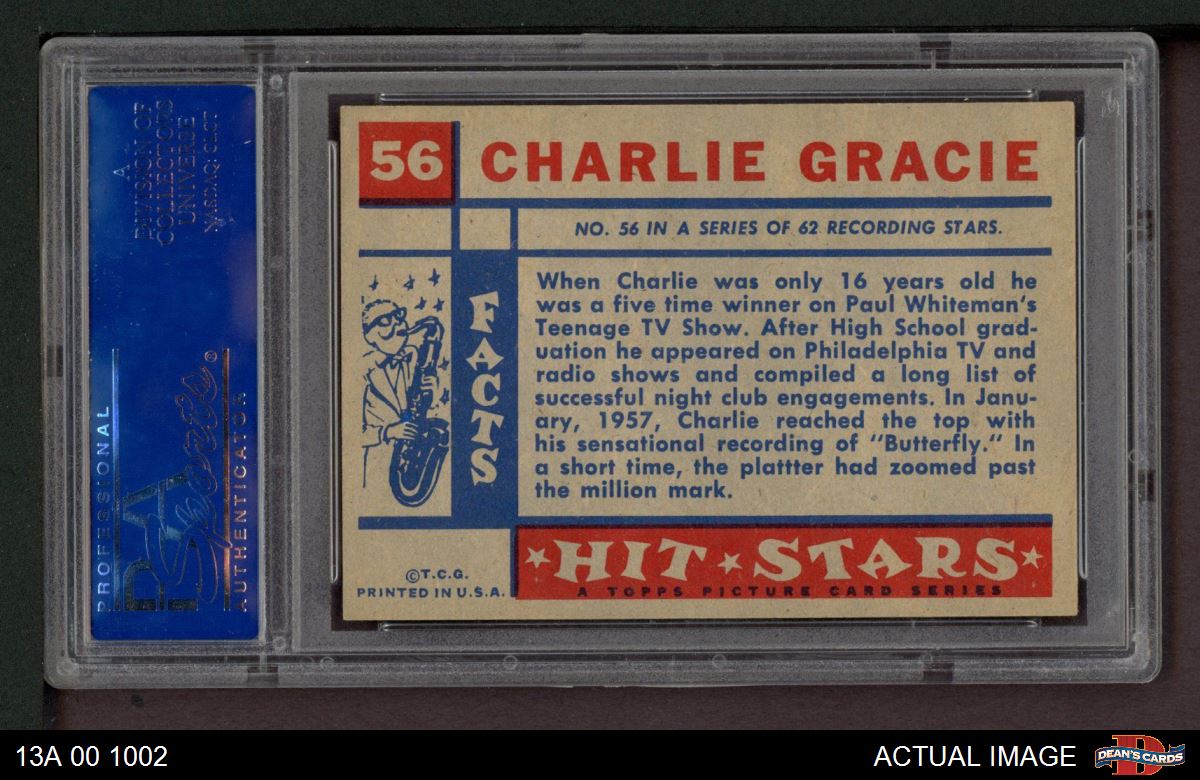 A
DIVISION OF
COLLECTORS
UNIVERSE
NASDAQ: CLCT
PROFESSIONAL
PSA
Sports®
AUTHENTICATOR
56
CHARLIE GRACIE
NO. 56 IN A SERIES OF 62 RECORDING STARS.
FACTS
When Charlie was only 16 years old he
was a five time winner on Paul Whiteman's
Teenage TV Show. After High School grad-
uation he appeared on Philadelphia TV and
radio shows and compiled a long list of
successful night club engagements. In Janu-
ary, 1957, Charlie reached the top with
his sensational recording of "Butterfly." In
a short time, the plattter had zoomed past
the million mark.
©T.C.G.
PRINTED IN U.S.A.
HIT STARS
A TOPPS PICTURE CARD SERIES
13A 00 1002
ACTUAL IMAGE
D
DEAN'S CARDS